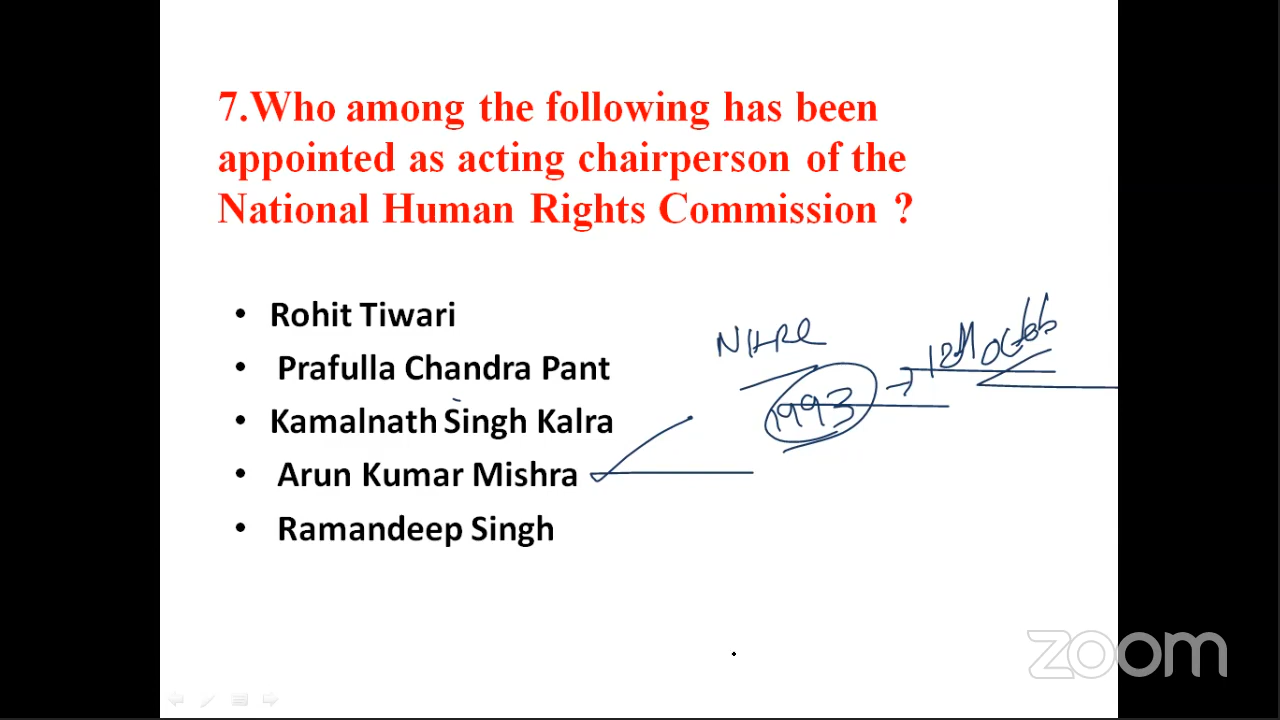 7.Who among the following has been
appointed as acting chairperson of the
National Human Rights Commission ?
• Rohit Tiwari
• Prafulla Chandra Pant
• Kamalnath Singh Kalra
• Arun Kumar Mishra
• Ramandeep Singh
NHRC
1993
12th
zoom